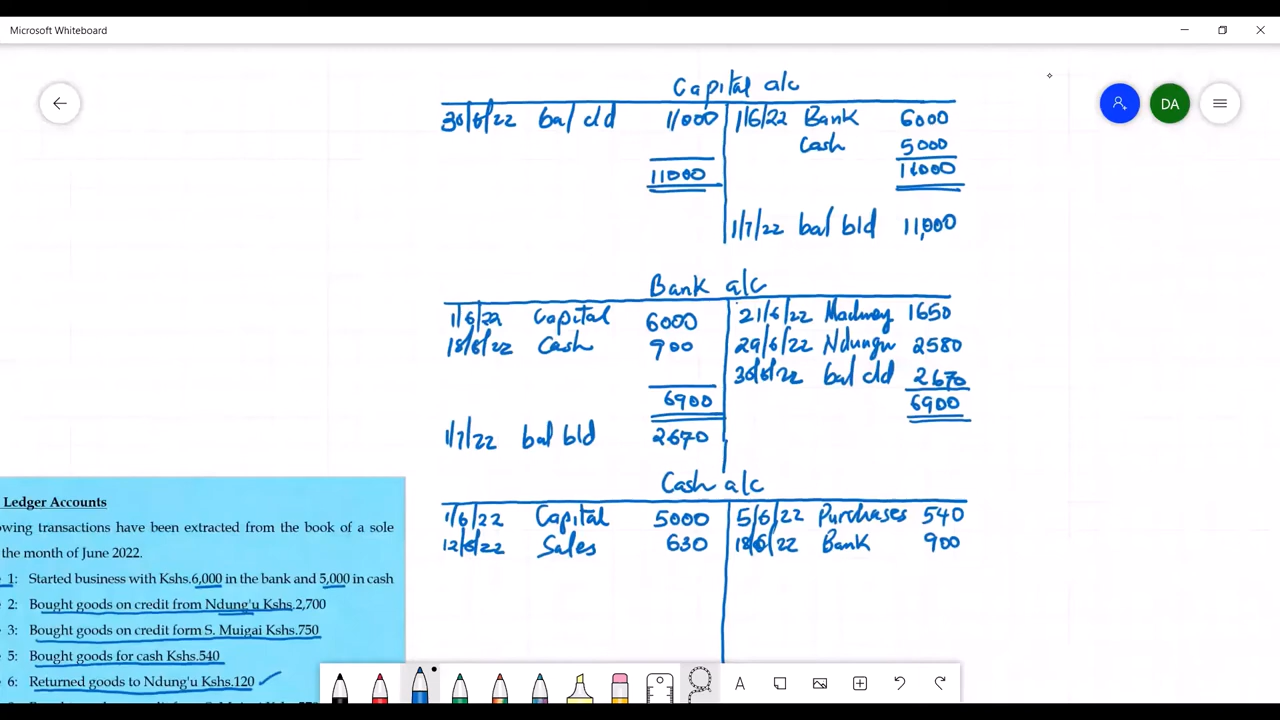 Microsoft Whiteboard
DA
Capital a/c
30/6/22 bal c/d 11000 1/6/22 Bank 6000
Cash 5000
11000 11000
1/7/22 bal b/d 11,000
Bank a/c
1/6/22 Capital 6000 21/6/22 1650
18/6/22 Cash 900 29/6/22 Ndungu 2580
30/6/22 bal c/d 2670
6900 6900
1/7/22 bal b/d 2670
Cash a/c
1/6/22 Capital 5000 5/6/22 Purchases 540
12/6/22 Sales 630 18/6/22 Bank 900
Ledger Accounts
owing transactions have been extracted from the book of a sole
the month of June 2022.
1: Started business with Kshs.6,000 in the bank and 5,000 in cash
2: Bought goods on credit from Ndung'u Kshs.2,700
3: Bought goods on credit form S. Muigai Kshs.750
5: Bought goods for cash Kshs.540
6: Returned goods to Ndung'u Kshs.120